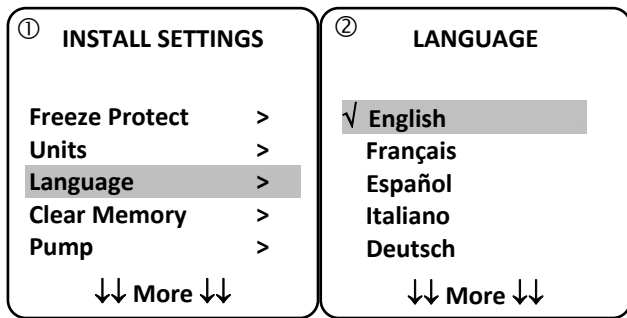 ①
INSTALL SETTINGS
Freeze Protect >
Units >
Language >
Clear Memory >
Pump >
↓↓ More ↓↓
②
LANGUAGE
√ English
Français
Español
Italiano
Deutsch
↓↓ More ↓↓